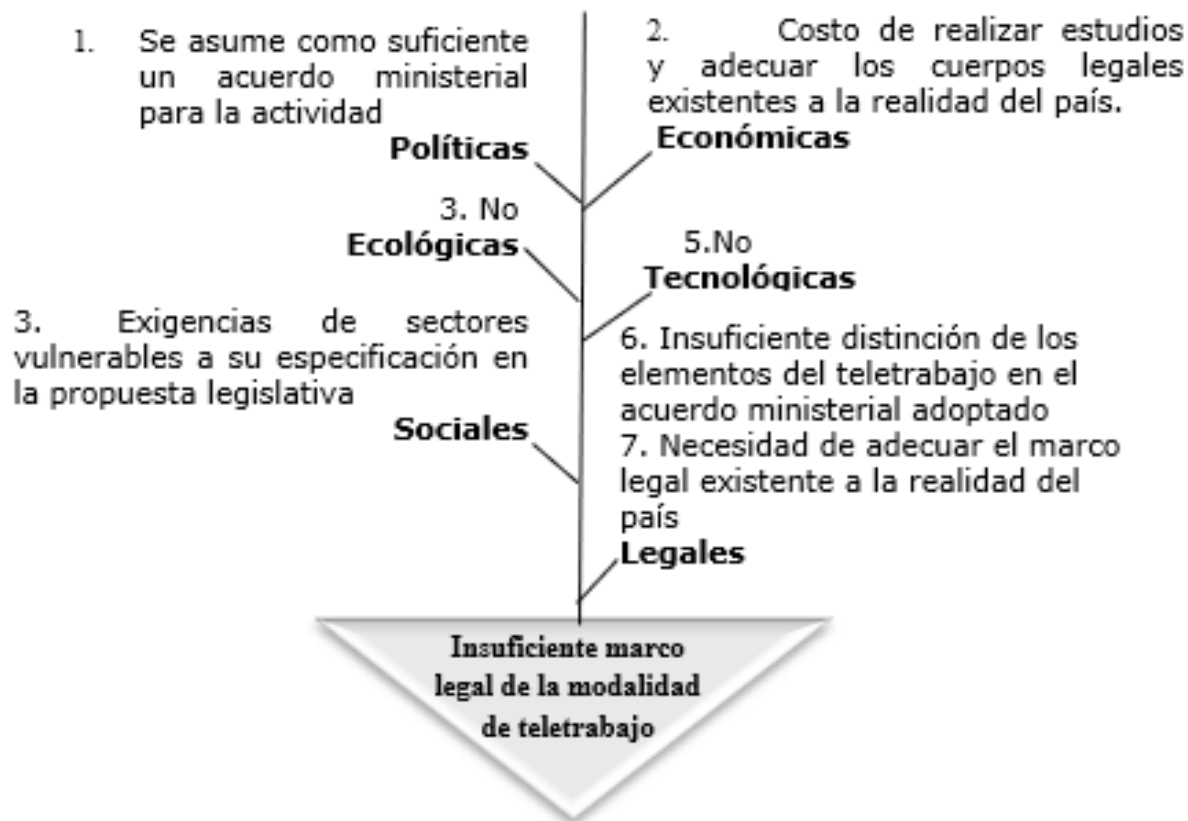 1. Se asume como suficiente
un acuerdo ministerial
para la actividad
Políticas
2. Costo de realizar estudios
y adecuar los cuerpos legales
existentes a la realidad del país.
Económicas
3. No
Ecológicas
5.No
Tecnológicas
3. Exigencias de sectores
vulnerables a su especificación en
la propuesta legislativa
Sociales
6. Insuficiente distinción de los
elementos del teletrabajo en el
acuerdo ministerial adoptado
7. Necesidad de adecuar el marco
legal existente a la realidad del
país
Legales
Insuficiente marco
legal de la modalidad
de teletrabajo